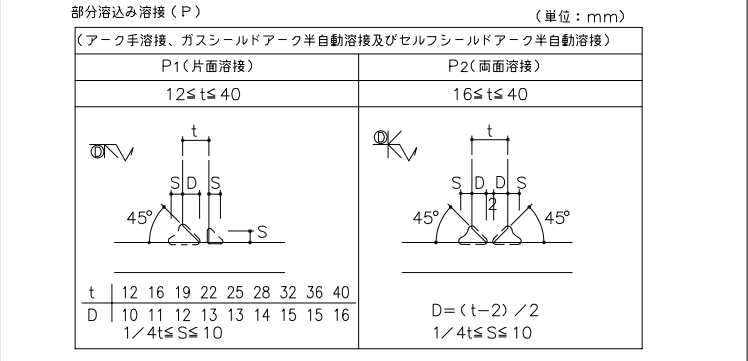 部分溶込み溶接（P）
（単位：mm）
（アーク手溶接、ガスシールドアーク半自動溶接及びセルフシールドアーク半自動溶接）
P1（片面溶接）
P2（両面溶接）
12≦t≦40
16≦t≦40
t
t
D
D
S D S
S D D S
2
45°
S
45°
45°
t 12 16 19 22 25 28 32 36 40
D 10 11 12 13 13 14 15 15 16
1／4t≦S≦10
D=（t−2）／2
1／4t≦S≦10